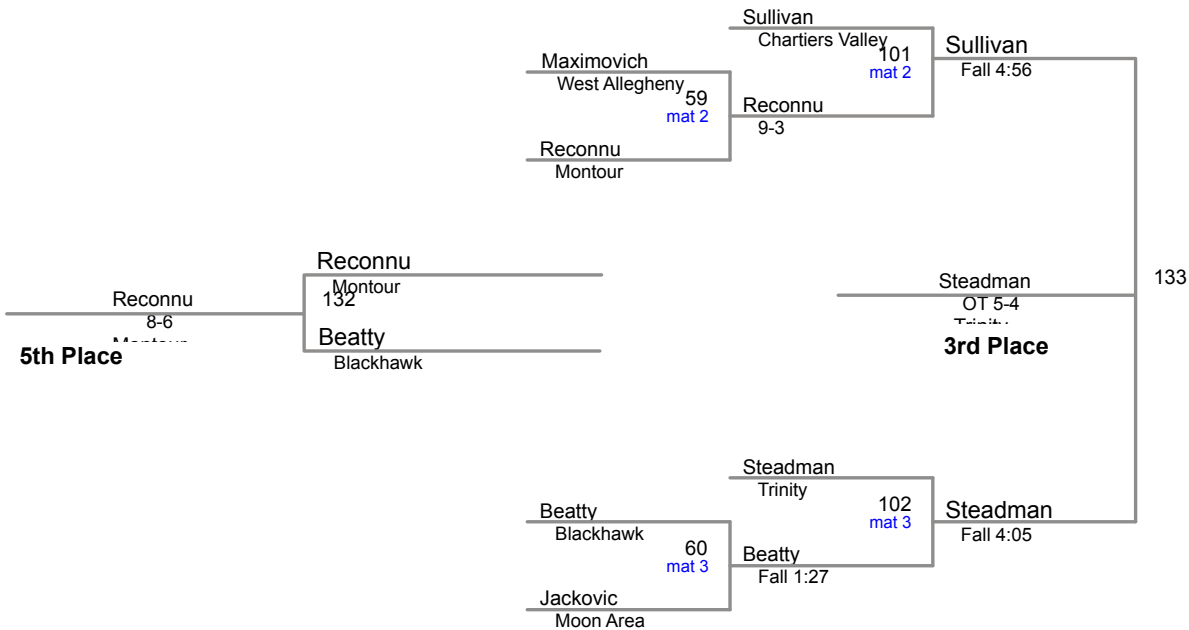 Sullivan
Chartiers Valley
101
mat 2
Sullivan
Fall 4:56
Maximovich
West Allegheny
59
mat 2
Reconnu
9-3
Reconnu
Montour
Reconnu
Montour
132
Reconnu
8-6
Montour
5th Place
Beatty
Blackhawk
133
Steadman
OT 5-4
Trinity
3rd Place
Steadman
Trinity
102
mat 3
Steadman
Fall 4:05
Beatty
Blackhawk
60
mat 3
Beatty
Fall 1:27
Jackovic
Moon Area